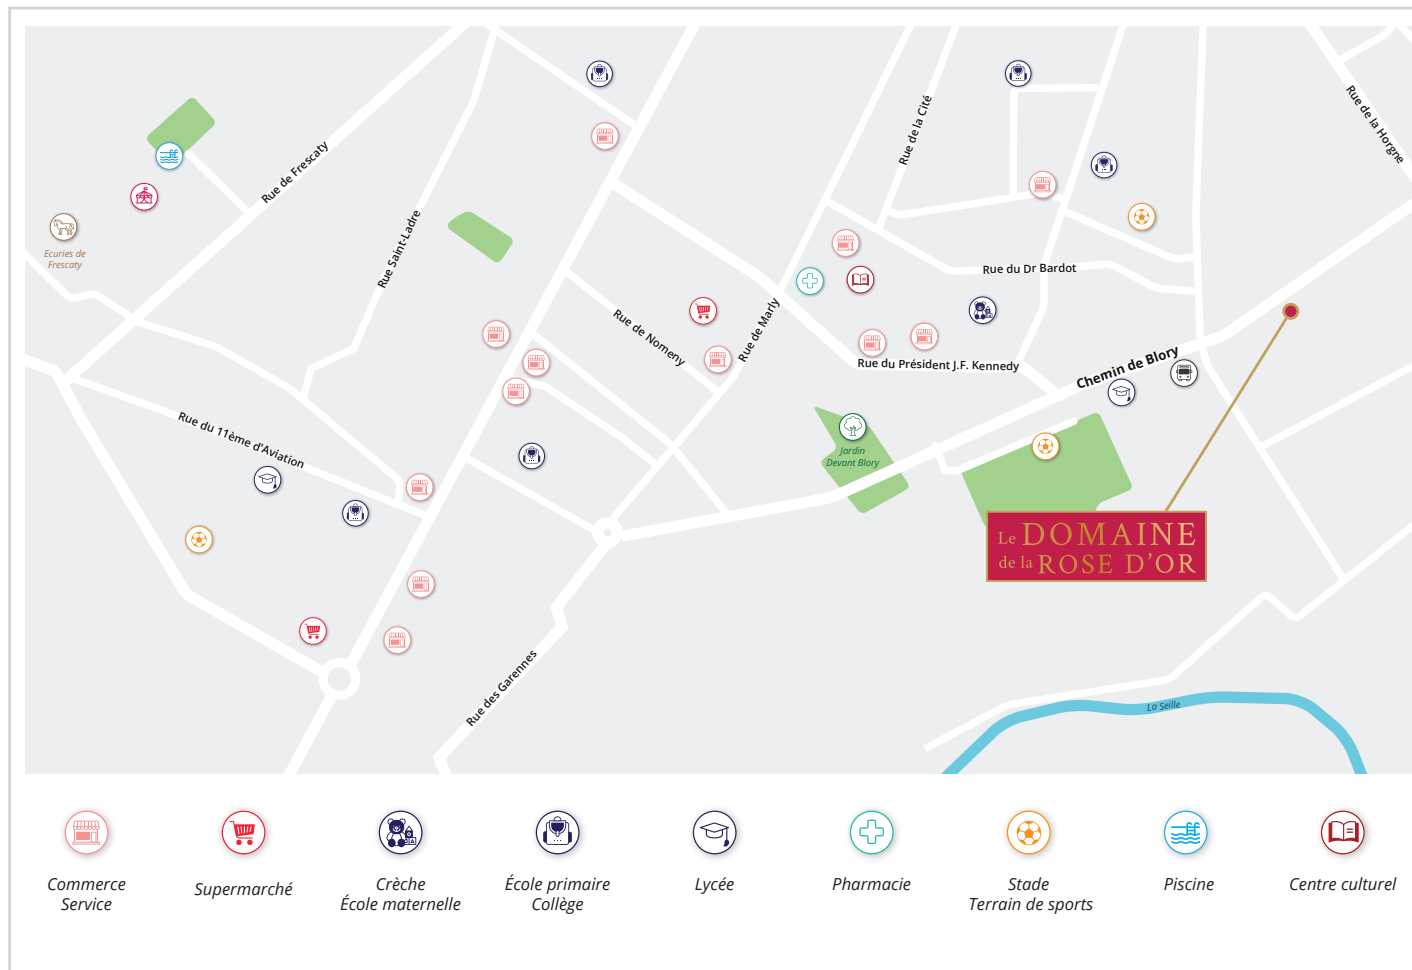 Rue de la Horgne
Rue de la Cité
Rue de Frescaty
Rue Saint-Ladre
Ecuries de
Frescaty
Rue du Dr Bardot
Rue de Nomeny
Rue de Marly
Rue du Président J.F. Kennedy
Chemin de Blory
Rue du 11ème d'Aviation
Jardin
Devant Blory
Le DOMAINE
de la ROSE D'OR
Rue des Garennes
La Seille
Commerce
Service
Supermarché
Crèche
École maternelle
École primaire
Collège
Lycée
Pharmacie
Stade
Terrain de sports
Piscine
Centre culturel